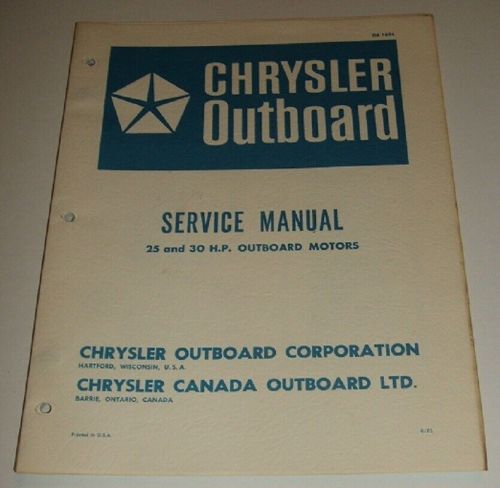 CHRYSLER
Outboard
SERVICE MANUAL
25 and 30 H.P. OUTBOARD MOTORS
CHRYSLER OUTBOARD CORPORATION
HARTFORD, WISCONSIN, U.S.A.
CHRYSLER CANADA OUTBOARD LTD.
BARRIE, ONTARIO, CANADA
Printed in U.S.A.